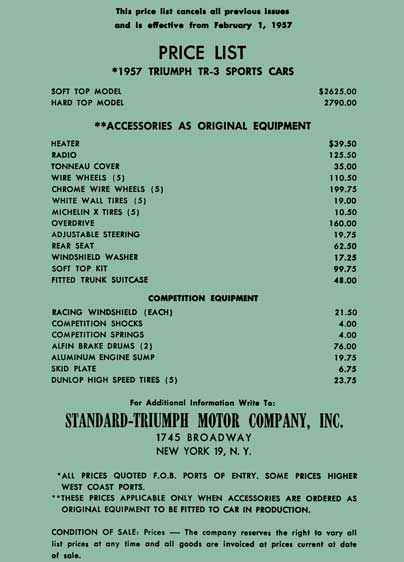 This price list cancels all previous issues
and is effective from February 1, 1957
PRICE LIST
*1957 TRIUMPH TR-3 SPORTS CARS
SOFT TOP MODEL $2625.00
HARD TOP MODEL 2790.00
**ACCESSORIES AS ORIGINAL EQUIPMENT
HEATER $39.50
RADIO 125.50
TONNEAU COVER 35.00
WIRE WHEELS (5) 110.50
CHROME WIRE WHEELS (5) 199.75
WHITE WALL TIRES (5) 19.00
MICHELIN X TIRES (5) 10.50
OVERDRIVE 160.00
ADJUSTABLE STEERING 19.75
REAR SEAT 62.50
WINDSHIELD WASHER 17.25
SOFT TOP KIT 99.75
FITTED TRUNK SUITCASE 48.00
COMPETITION EQUIPMENT
RACING WINDSHIELD (EACH) 21.50
COMPETITION SHOCKS 4.00
COMPETITION SPRINGS 4.00
ALFIN BRAKE DRUMS (2) 76.00
ALUMINUM ENGINE SUMP 19.75
SKID PLATE 6.75
DUNLOP HIGH SPEED TIRES (5) 23.75
For Additional Information Write To:
STANDARD-TRIUMPH MOTOR COMPANY, INC.
1745 BROADWAY
NEW YORK 19, N. Y.
*ALL PRICES QUOTED F.O.B. PORTS OF ENTRY. SOME PRICES HIGHER
WEST COAST PORTS.
**THESE PRICES APPLICABLE ONLY WHEN ACCESSORIES ARE ORDERED AS
ORIGINAL EQUIPMENT TO BE FITTED TO CAR IN PRODUCTION.
CONDITION OF SALE: Prices — The company reserves the right to vary all
list prices at any time and all goods are invoiced at prices current at date
of sale.